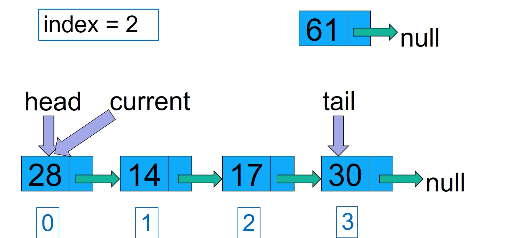 index = 2
61
null
head current tail
28 14 17 30 null
0 1 2 3